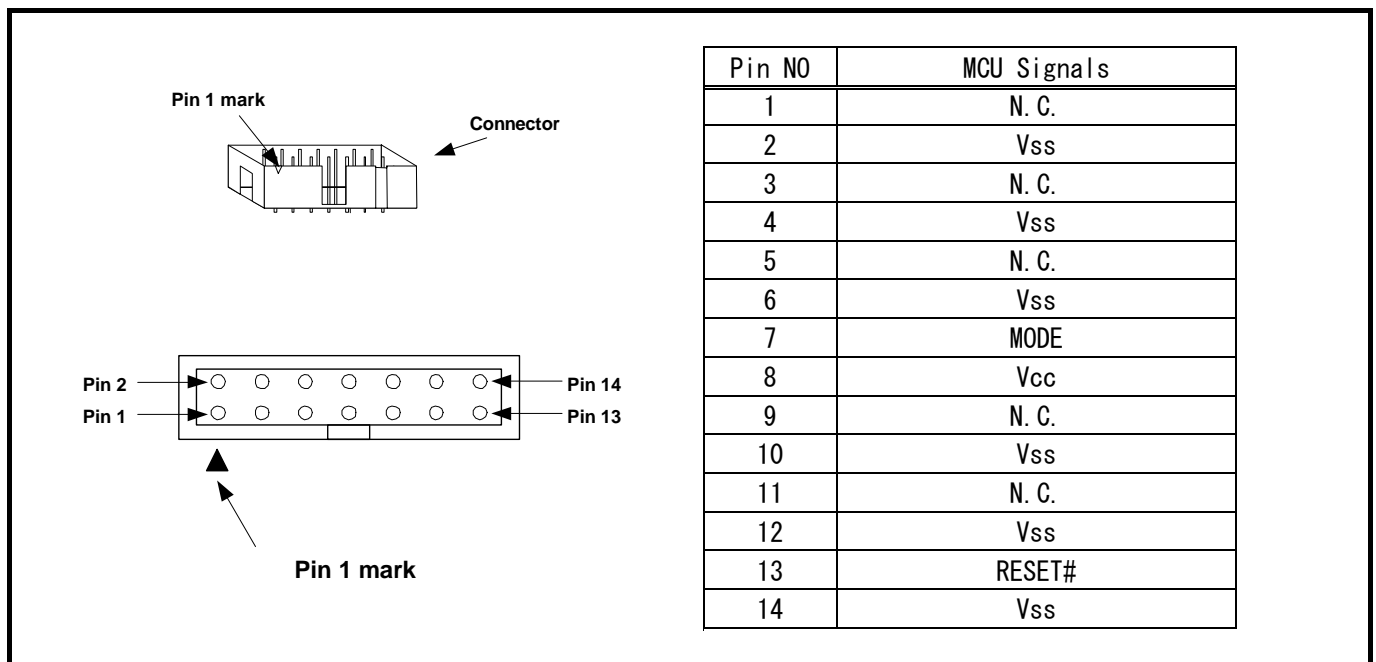 Pin 1 mark
Connector
Pin 2
Pin 14
Pin 1
Pin 13
Pin 1 mark
Pin NO MCU Signals
1 N.C.
2 Vss
3 N.C.
4 Vss
5 N.C.
6 Vss
7 MODE
8 Vcc
9 N.C.
10 Vss
11 N.C.
12 Vss
13 RESET#
14 Vss